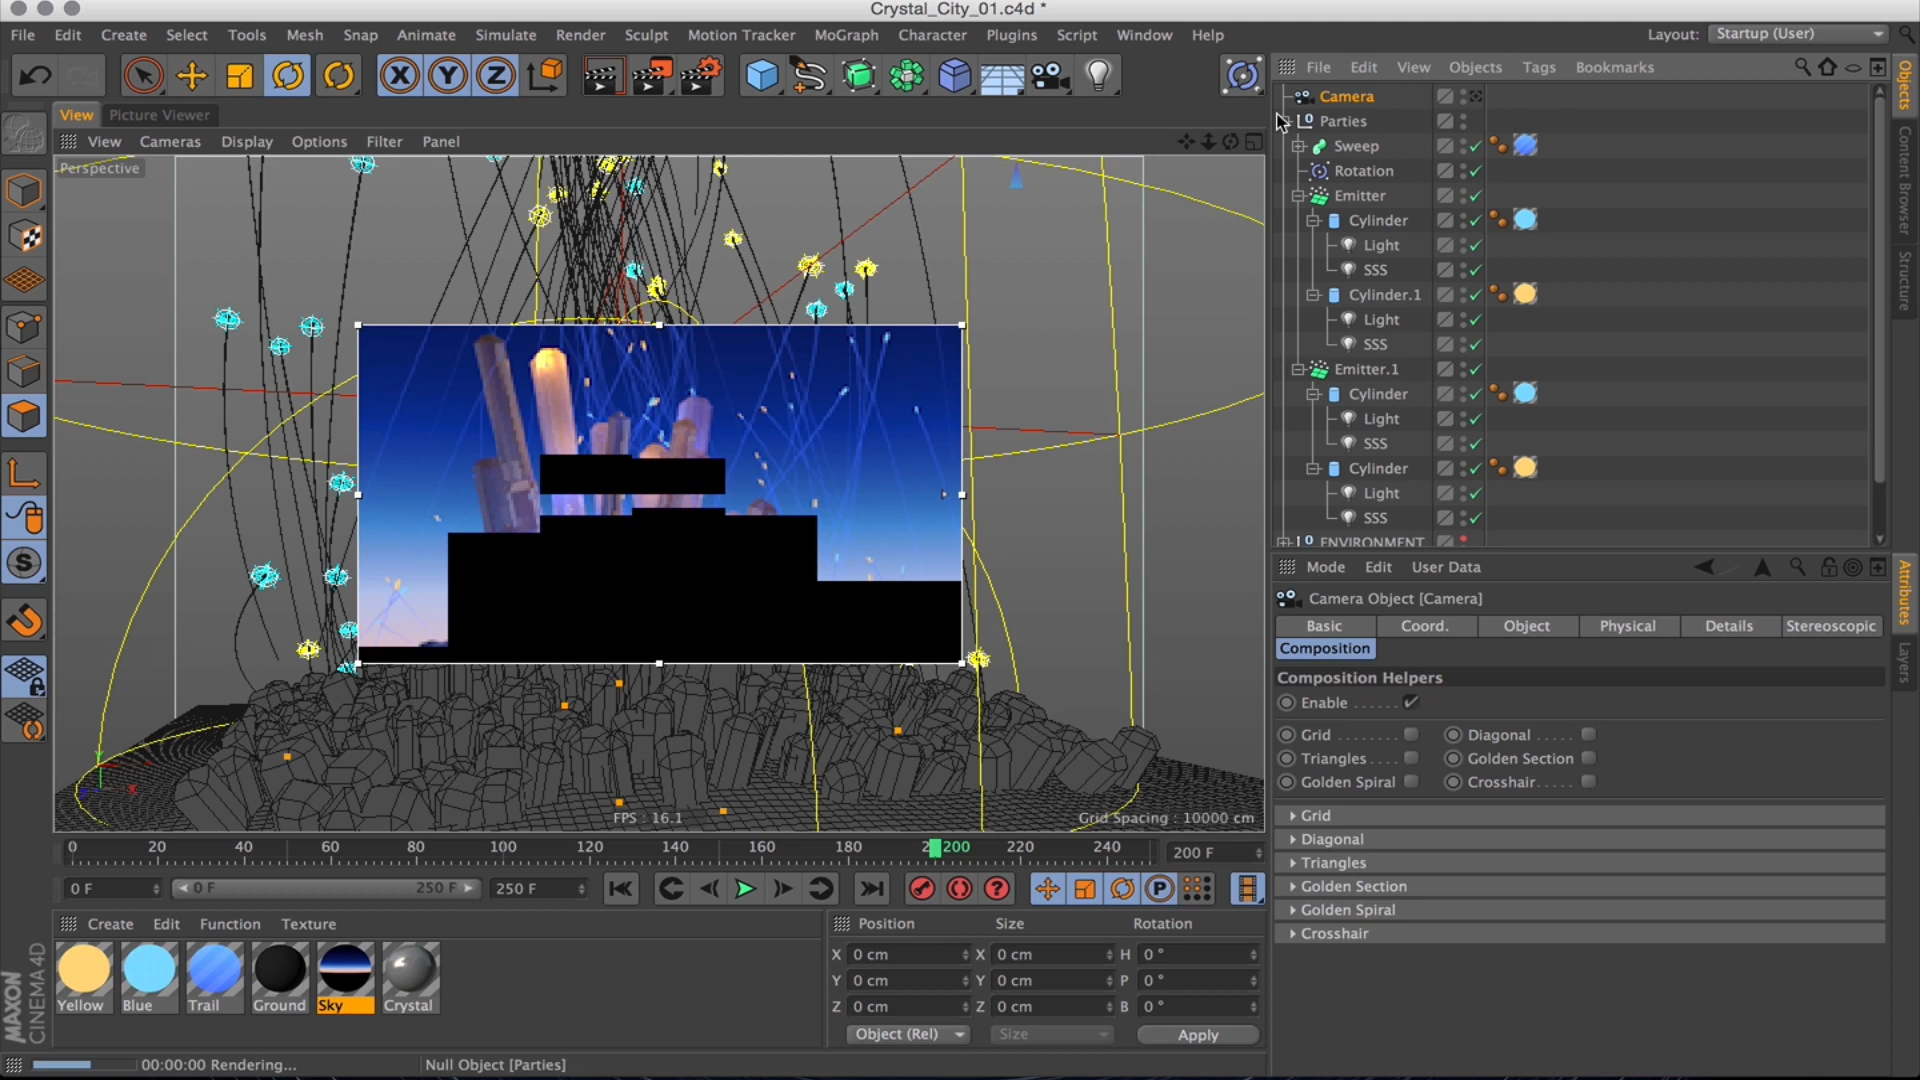 Crystal_City_01.c4d *
File Edit Create Select Tools Mesh Snap Animate Simulate Render Sculpt Motion Tracker MoGraph Character Plugins Script Window Help Layout: Startup (User)
X Y Z
File Edit View Objects Tags Bookmarks
View Picture Viewer
View Cameras Display Options Filter Panel
Perspective
Camera
Parties
Sweep
Rotation
Emitter
Cylinder
Light
SSS
Cylinder.1
Light
SSS
Emitter.1
Cylinder
Light
SSS
Cylinder
Light
SSS
ENVIRONMENT
Objects
Content Browser
Structure
Mode Edit User Data
Camera Object [Camera]
Basic Coord. Object Physical Details Stereoscopic
Composition
Composition Helpers
Enable
Grid Diagonal
Triangles Golden Section
Golden Spiral Crosshair
Grid
Diagonal
Triangles
Golden Section
Golden Spiral
Crosshair
Attributes
Layers
FPS : 16.1
Grid Spacing : 10000 cm
0 20 40 60 80 100 120 140 160 180 200 220 240 200 F
0 F 0 F 250 F 250 F
Create Edit Function Texture
Yellow Blue Trail Ground Sky Crystal
Position Size Rotation
X 0 cm X 0 cm H 0 °
Y 0 cm Y 0 cm P 0 °
Z 0 cm Z 0 cm B 0 °
Object (Rel) Size Apply
MAXON
CINEMA4D
00:00:00 Rendering... Null Object [Parties]